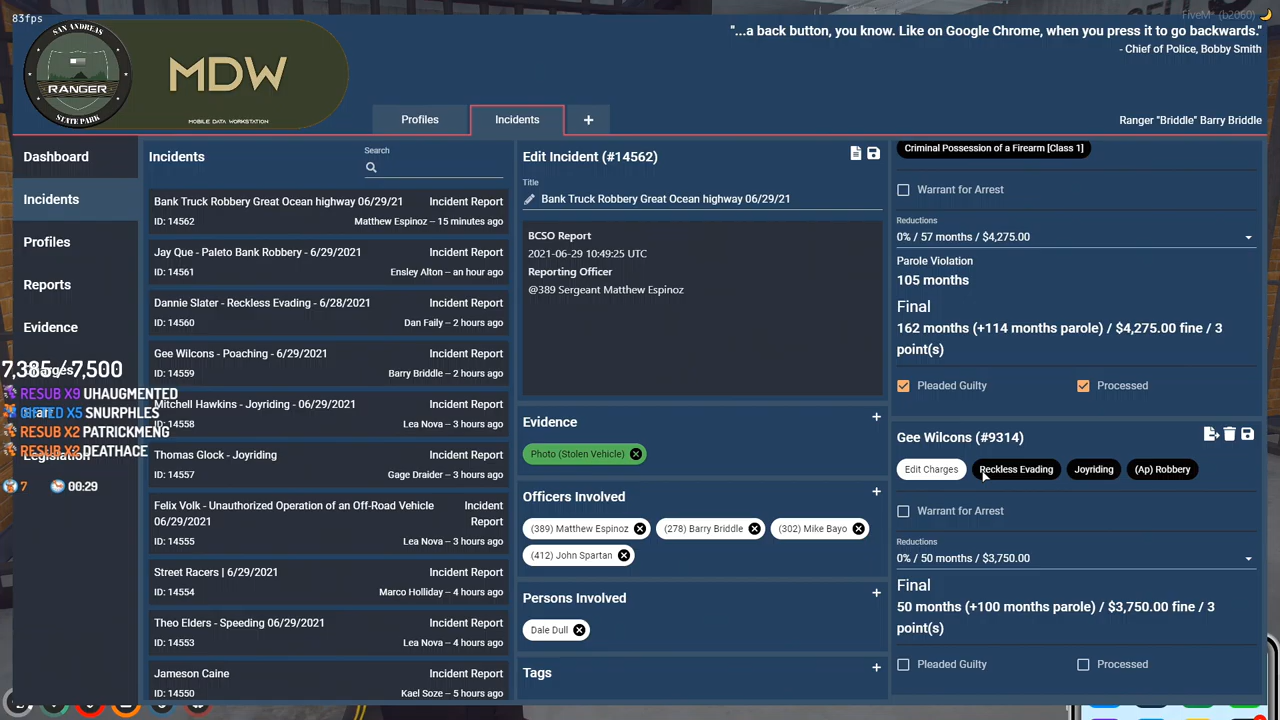 83fps
FiveM® (b2060)
SAN ANDREAS
RANGER
STATE PARK
MDW
MOBILE DATA WORKSTATION
"...a back button, you know. Like on Google Chrome, when you press it to go backwards."
- Chief of Police, Bobby Smith
Profiles
Incidents
+
Ranger "Briddle" Barry Briddle
Dashboard
Incidents
Profiles
Reports
Evidence
Charges
Staff
Legislation
7,385 / 7,500
RESUB X9 UHAUGMENTED
GIFTED X5 SNURPHLES
RESUB X2 PATRICKMENG
RESUB X2 DEATHACE
7
00:29
Incidents
Search
Bank Truck Robbery Great Ocean highway 06/29/21 Incident Report
ID: 14562 Matthew Espinoz – 15 minutes ago
Jay Que - Paleto Bank Robbery - 6/29/2021 Incident Report
ID: 14561 Ensley Alton – an hour ago
Dannie Slater - Reckless Evading - 6/28/2021 Incident Report
ID: 14560 Dan Faily – 2 hours ago
Gee Wilcons - Poaching - 6/29/2021 Incident Report
ID: 14559 Barry Briddle – 2 hours ago
Mitchell Hawkins - Joyriding - 06/29/2021 Incident Report
ID: 14558 Lea Nova – 3 hours ago
Thomas Glock - Joyriding Incident Report
ID: 14557 Gage Draider – 3 hours ago
Felix Volk - Unauthorized Operation of an Off-Road Vehicle Incident
06/29/2021 Report
ID: 14555 Lea Nova – 3 hours ago
Street Racers | 6/29/2021 Incident Report
ID: 14554 Marco Holliday – 4 hours ago
Theo Elders - Speeding 06/29/2021 Incident Report
ID: 14553 Lea Nova – 4 hours ago
Jameson Caine Incident Report
ID: 14550 Kael Soze – 5 hours ago
Edit Incident (#14562)
Title
Bank Truck Robbery Great Ocean highway 06/29/21
BCSO Report
2021-06-29 10:49:25 UTC
Reporting Officer
@389 Sergeant Matthew Espinoz
Evidence +
Photo (Stolen Vehicle)
Officers Involved +
(389) Matthew Espinoz (278) Barry Briddle (302) Mike Bayo
(412) John Spartan
Persons Involved +
Dale Dull
Tags +
Criminal Possession of a Firearm [Class 1]
Warrant for Arrest
Reductions
0% / 57 months / $4,275.00
Parole Violation
105 months
Final
162 months (+114 months parole) / $4,275.00 fine / 3
point(s)
Pleaded Guilty Processed
Gee Wilcons (#9314)
Edit Charges Reckless Evading Joyriding (Ap) Robbery
Warrant for Arrest
Reductions
0% / 50 months / $3,750.00
Final
50 months (+100 months parole) / $3,750.00 fine / 3
point(s)
Pleaded Guilty Processed